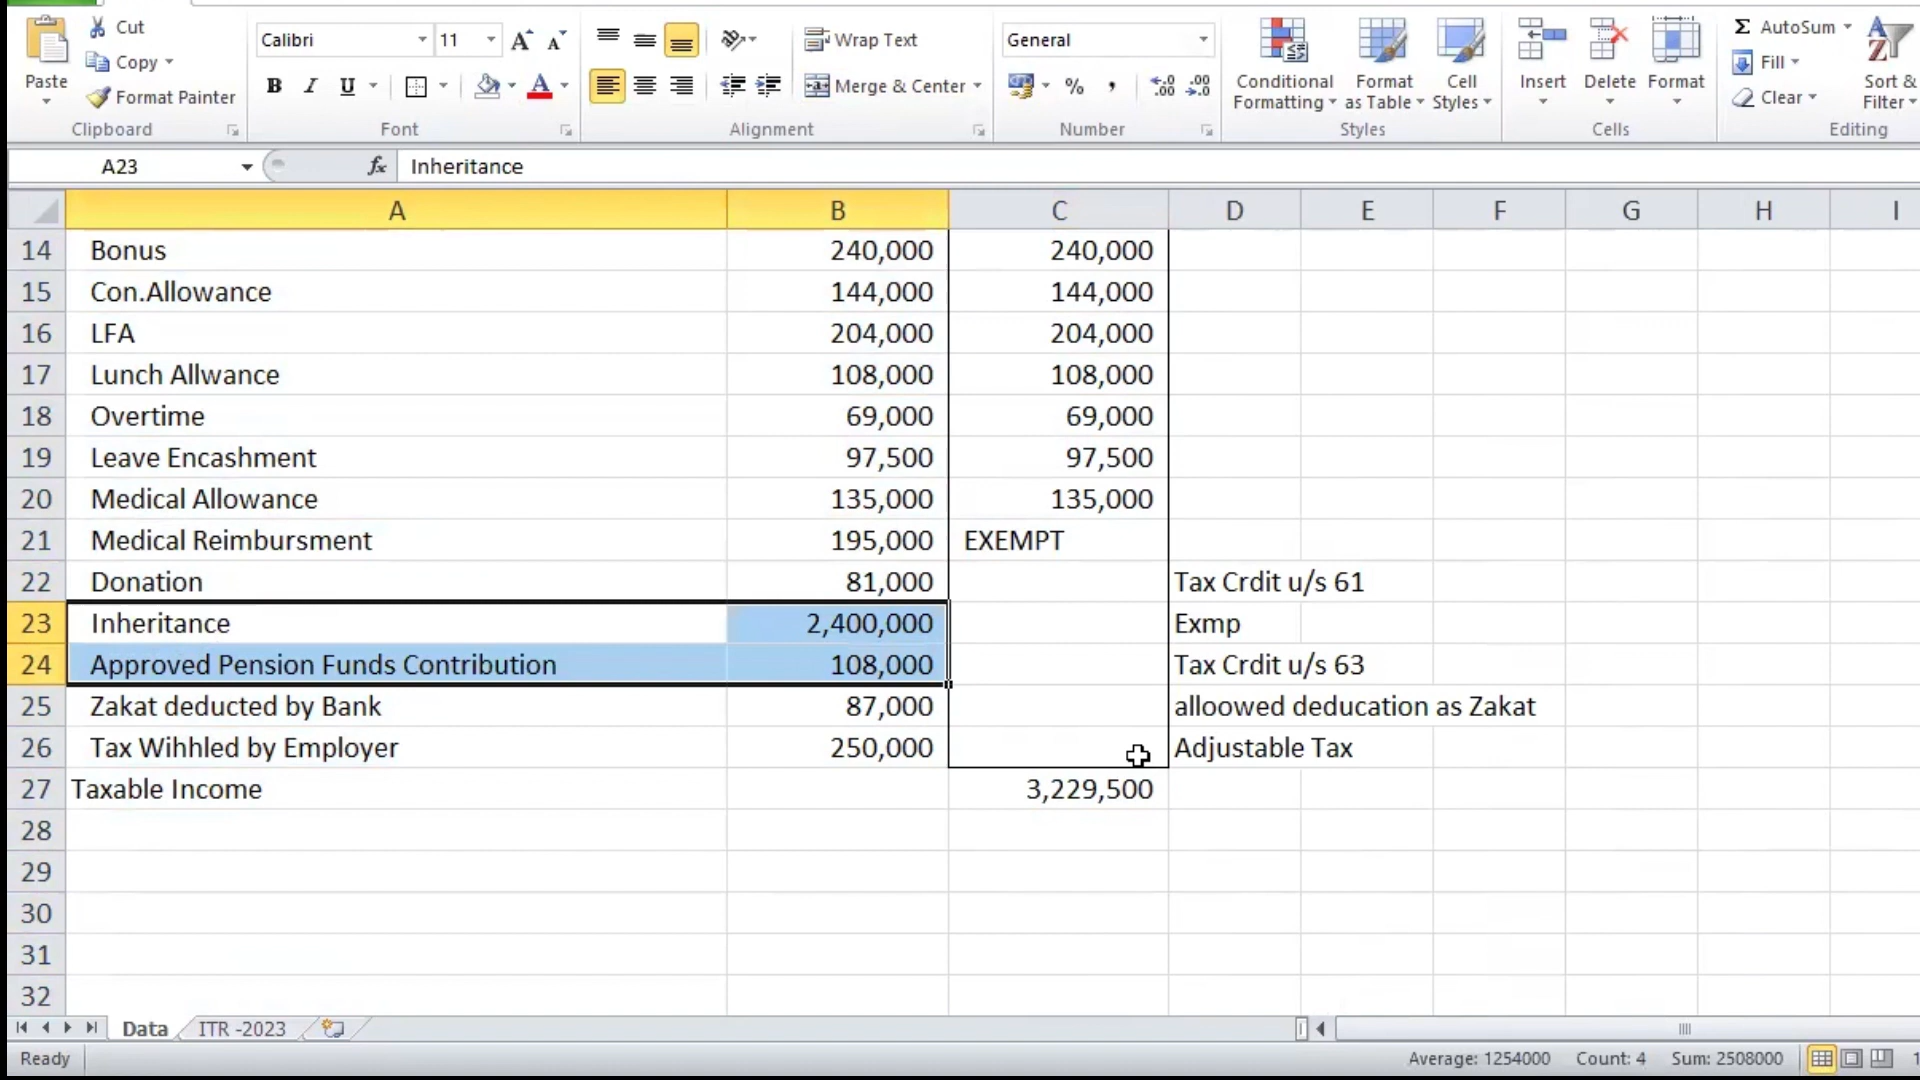 Cut
Calibri 11 Wrap Text General AutoSum
Copy Fill
Paste Conditional Format Cell Insert Delete Format Sort &
B I U Merge & Center % , .00 .00
Format Painter Formatting as Table Styles Clear Filter
Clipboard Font Alignment Number Styles Cells Editing
A23 fx Inheritance
A B C D E F G H I
14 Bonus 240,000 240,000
15 Con.Allowance 144,000 144,000
16 LFA 204,000 204,000
17 Lunch Allwance 108,000 108,000
18 Overtime 69,000 69,000
19 Leave Encashment 97,500 97,500
20 Medical Allowance 135,000 135,000
21 Medical Reimbursment 195,000 EXEMPT
22 Donation 81,000 Tax Crdit u/s 61
23 Inheritance 2,400,000 Exmp
24 Approved Pension Funds Contribution 108,000 Tax Crdit u/s 63
25 Zakat deducted by Bank 87,000 alloowed deducation as Zakat
26 Tax Wihhled by Employer 250,000 Adjustable Tax
27 Taxable Income 3,229,500
28
29
30
31
32
Data ITR -2023
Ready Average: 1254000 Count: 4 Sum: 2508000